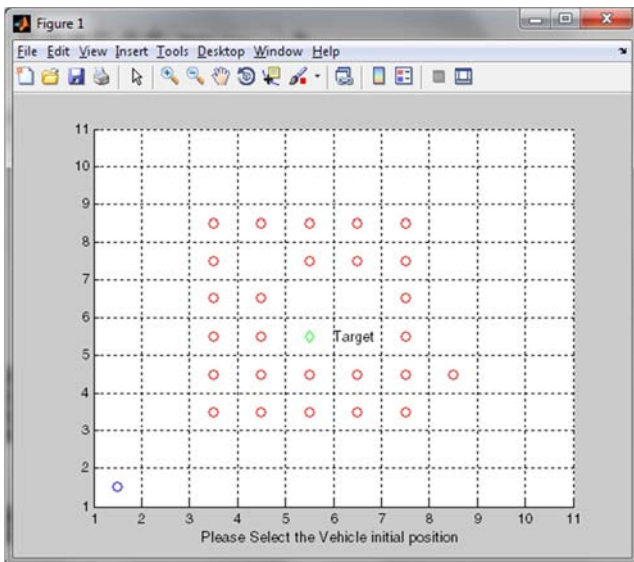 Figure 1
File Edit View Insert Tools Desktop Window Help
11
10
9
8
7
6
5
4
3
2
1
Target
1 2 3 4 5 6 7 8 9 10 11
Please Select the Vehicle initial position